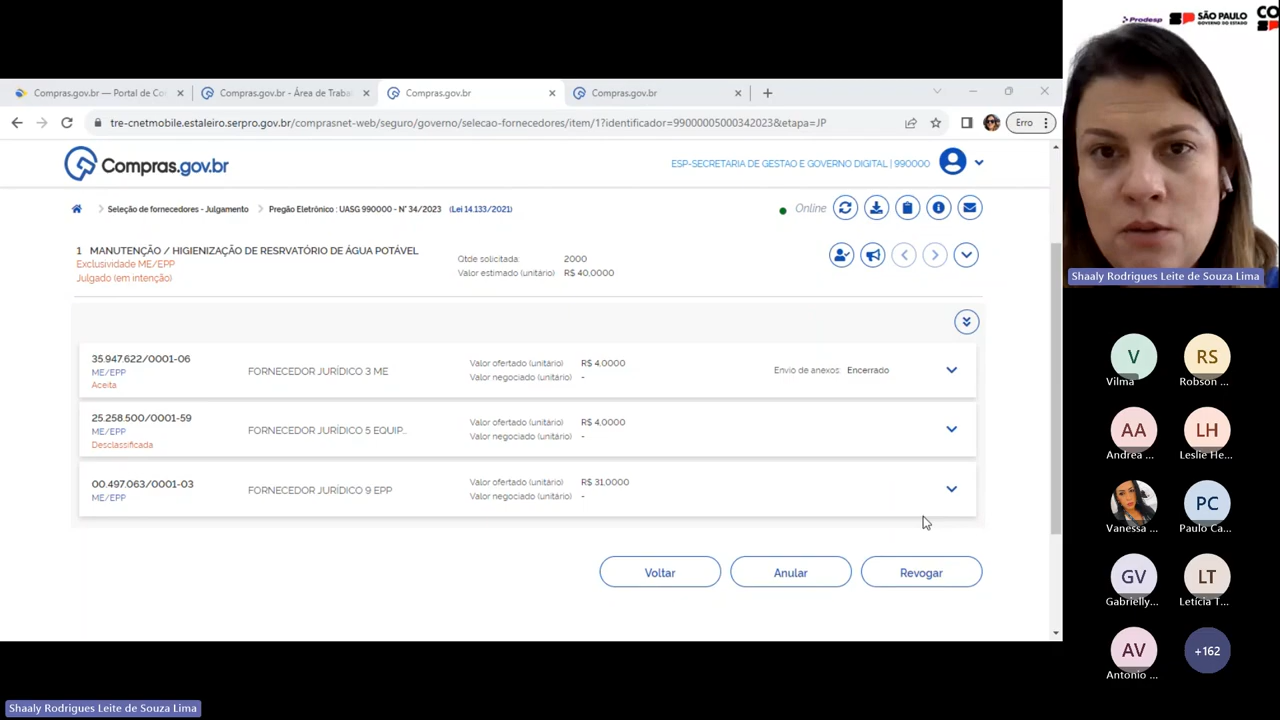 Prodesp
SÃO PAULO
GOVERNO DO ESTADO
CO
Compras.gov.br — Portal de Co
Compras.gov.br - Área de Traba
Compras.gov.br
Compras.gov.br
tre-cnetmobile.estaleiro.serpro.gov.br/comprasnet-web/seguro/governo/selecao-fornecedores/item/1?identificador=99000005000342023&etapa=JP
Erro
Compras.gov.br
ESP-SECRETARIA DE GESTAO E GOVERNO DIGITAL | 990000
Seleção de fornecedores - Julgamento
Pregão Eletrônico : UASG 990000 - N° 34/2023
(Lei 14.133/2021)
Online
1 MANUTENÇÃO / HIGIENIZAÇÃO DE RESRVATÓRIO DE ÁGUA POTÁVEL
Exclusividade ME/EPP
Julgado (em intenção)
Qtde solicitada: 2000
Valor estimado (unitário) R$ 40,0000
35.947.622/0001-06
ME/EPP
Aceita
FORNECEDOR JURÍDICO 3 ME
Valor ofertado (unitário) R$ 4,0000
Valor negociado (unitário) -
Envio de anexos: Encerrado
25.258.500/0001-59
ME/EPP
Desclassificada
FORNECEDOR JURÍDICO 5 EQUIP...
Valor ofertado (unitário) R$ 4,0000
Valor negociado (unitário) -
00.497.063/0001-03
ME/EPP
FORNECEDOR JURÍDICO 9 EPP
Valor ofertado (unitário) R$ 31,0000
Valor negociado (unitário) -
Voltar
Anular
Revogar
Shaaly Rodrigues Leite de Souza Lima
V
Vilma
RS
Robson ...
AA
Andrea ...
LH
Leslie He...
Vanessa ...
PC
Paulo Ca...
GV
Gabrielly...
LT
Letícia T...
AV
Antonio ...
+162
Shaaly Rodrigues Leite de Souza Lima